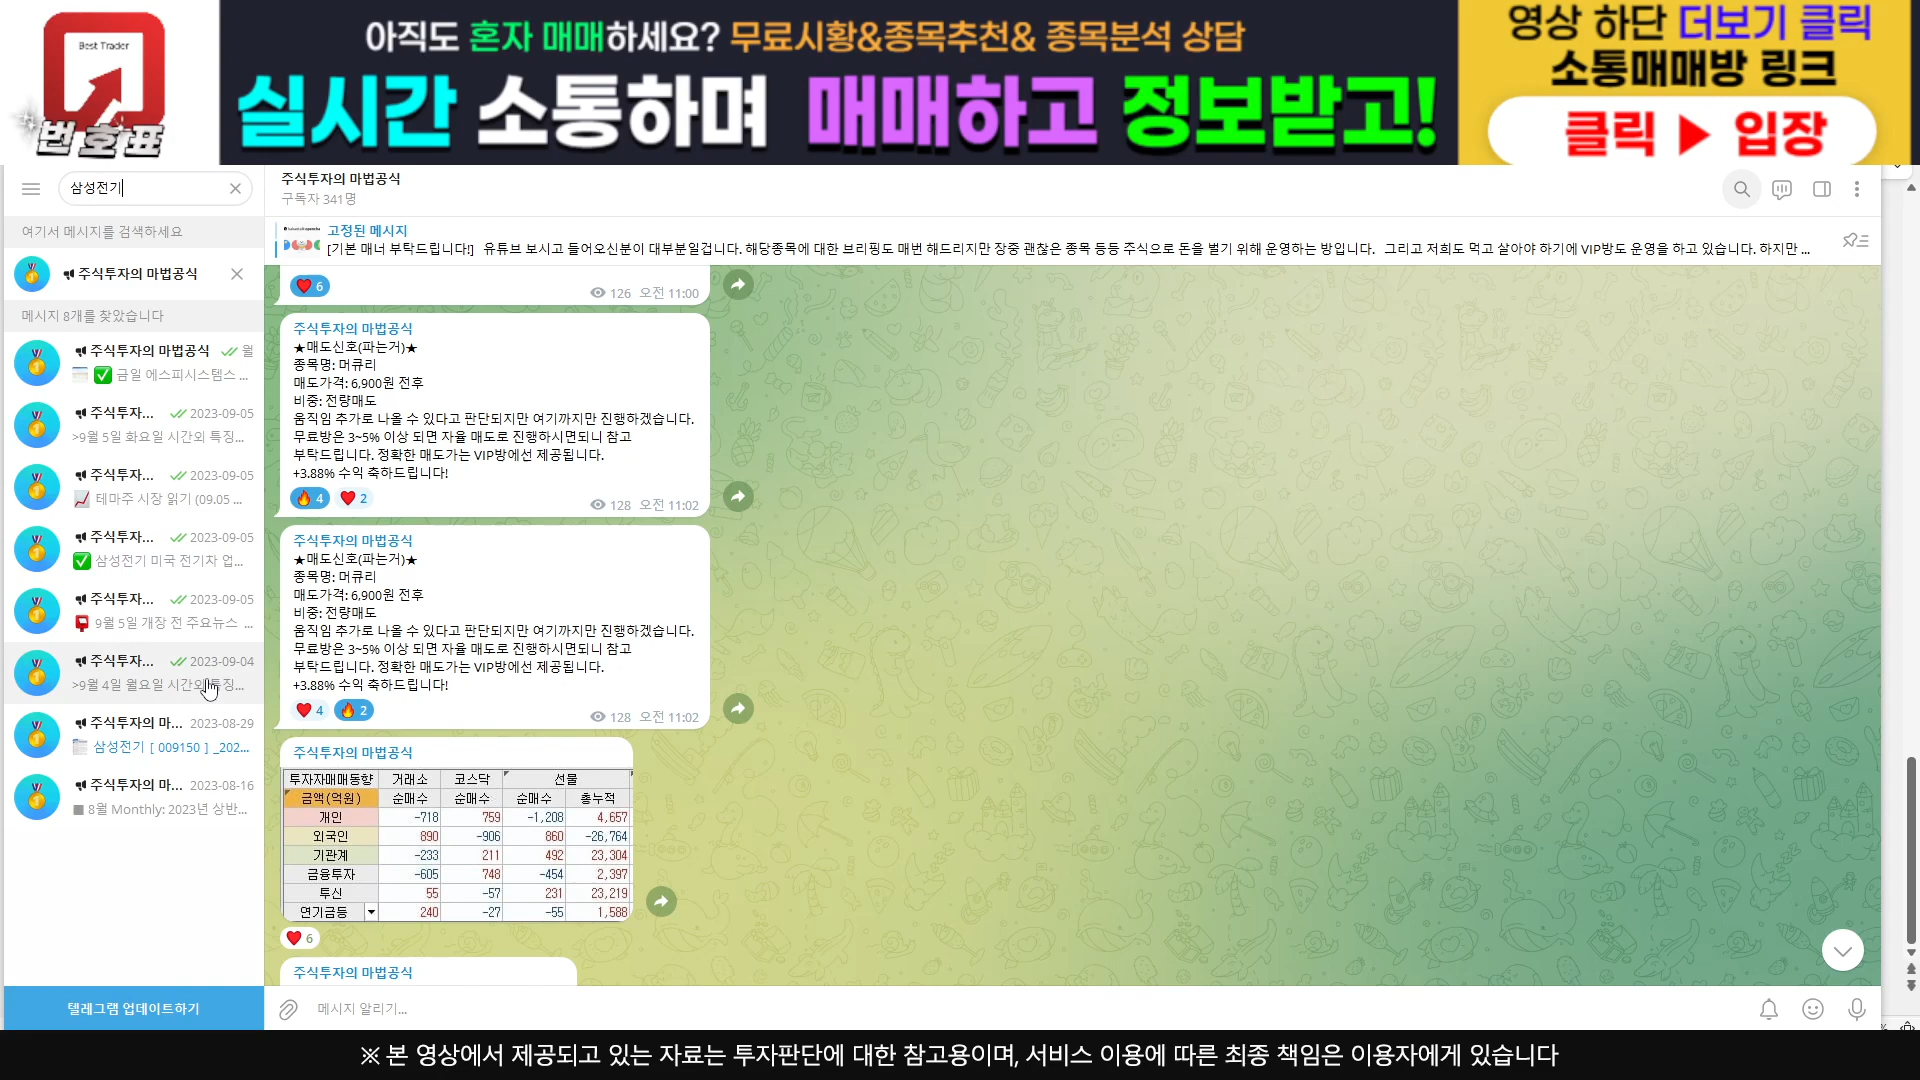 Best Trader
번호표
아직도 혼자 매매하세요? 무료시황&종목추천& 종목분석 상담
실시간 소통하며 매매하고 정보받고!
영상 하단 더보기 클릭
소통매매방 링크
클릭 ▶ 입장
삼성전기
여기서 메시지를 검색하세요
주식투자의 마법공식
메시지 8개를 찾았습니다
주식투자의 마법공식 월
✅ 금일 에스피시스템스 ...
주식투자... 2023-09-05
>9월 5일 화요일 시간외 특징...
주식투자... 2023-09-05
테마주 시장 읽기 (09.05 ...
주식투자... 2023-09-05
✅ 삼성전기 미국 전기차 업...
주식투자... 2023-09-05
9월 5일 개장 전 주요뉴스 ...
주식투자... 2023-09-04
>9월 4일 월요일 시간외 특징...
주식투자의 마... 2023-08-29
삼성전기 [ 009150 ] _202...
주식투자의 마... 2023-08-16
■ 8월 Monthly: 2023년 상반...
텔레그램 업데이트하기
주식투자의 마법공식
구독자 341명
고정된 메시지
[기본 매너 부탁드립니다!] 유튜브 보시고 들어오신분이 대부분일겁니다. 해당종목에 대한 브리핑도 매번 해드리지만 장중 괜찮은 종목 등등 주식으로 돈을 벌기 위해 운영하는 방입니다. 그리고 저희도 먹고 살아야 하기에 VIP방도 운영을 하고 있습니다. 하지만 ...
❤️ 6
126 오전 11:00
주식투자의 마법공식
★매도신호(파는거)★
종목명: 머큐리
매도가격: 6,900원 전후
비중: 전량매도
움직임 추가로 나올 수 있다고 판단되지만 여기까지만 진행하겠습니다.
무료방은 3~5% 이상 되면 자율 매도로 진행하시면되니 참고
부탁드립니다. 정확한 매도가는 VIP방에선 제공됩니다.
+3.88% 수익 축하드립니다!
🔥 4 ❤️ 2
128 오전 11:02
주식투자의 마법공식
★매도신호(파는거)★
종목명: 머큐리
매도가격: 6,900원 전후
비중: 전량매도
움직임 추가로 나올 수 있다고 판단되지만 여기까지만 진행하겠습니다.
무료방은 3~5% 이상 되면 자율 매도로 진행하시면되니 참고
부탁드립니다. 정확한 매도가는 VIP방에선 제공됩니다.
+3.88% 수익 축하드립니다!
❤️ 4 🔥 2
128 오전 11:02
주식투자의 마법공식
투자자매매동향 거래소 코스닥 선물
금액(억원) 순매수 순매수 순매수 총누적
개인 -718 759 -1,208 4,657
외국인 890 -906 860 -26,764
기관계 -233 211 492 23,304
금융투자 -605 748 -454 2,397
투신 55 -57 231 23,219
연기금등 240 -27 -55 1,588
❤️ 6
주식투자의 마법공식
메시지 알리기...
※ 본 영상에서 제공되고 있는 자료는 투자판단에 대한 참고용이며, 서비스 이용에 따른 최종 책임은 이용자에게 있습니다